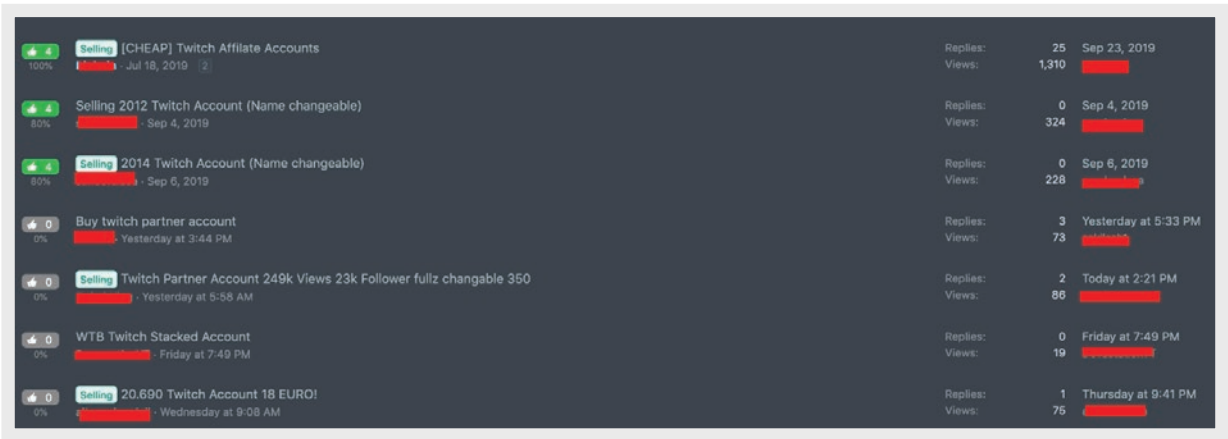 4 Selling [CHEAP] Twitch Affilate Accounts Replies: 25 Sep 23, 2019
100% · Jul 18, 2019 2 Views: 1,310
4 Selling 2012 Twitch Account (Name changeable) Replies: 0 Sep 4, 2019
80% · Sep 4, 2019 Views: 324
4 Selling 2014 Twitch Account (Name changeable) Replies: 0 Sep 6, 2019
80% · Sep 6, 2019 Views: 228
0 Buy twitch partner account Replies: 3 Yesterday at 5:33 PM
0% · Yesterday at 3:44 PM Views: 73
0 Selling Twitch Partner Account 249k Views 23k Follower fullz changable 350 Replies: 2 Today at 2:21 PM
0% · Yesterday at 5:58 AM Views: 86
0 WTB Twitch Stacked Account Replies: 0 Friday at 7:49 PM
0% · Friday at 7:49 PM Views: 19
0 Selling 20.690 Twitch Account 18 EURO! Replies: 1 Thursday at 9:41 PM
0% · Wednesday at 9:08 AM Views: 75